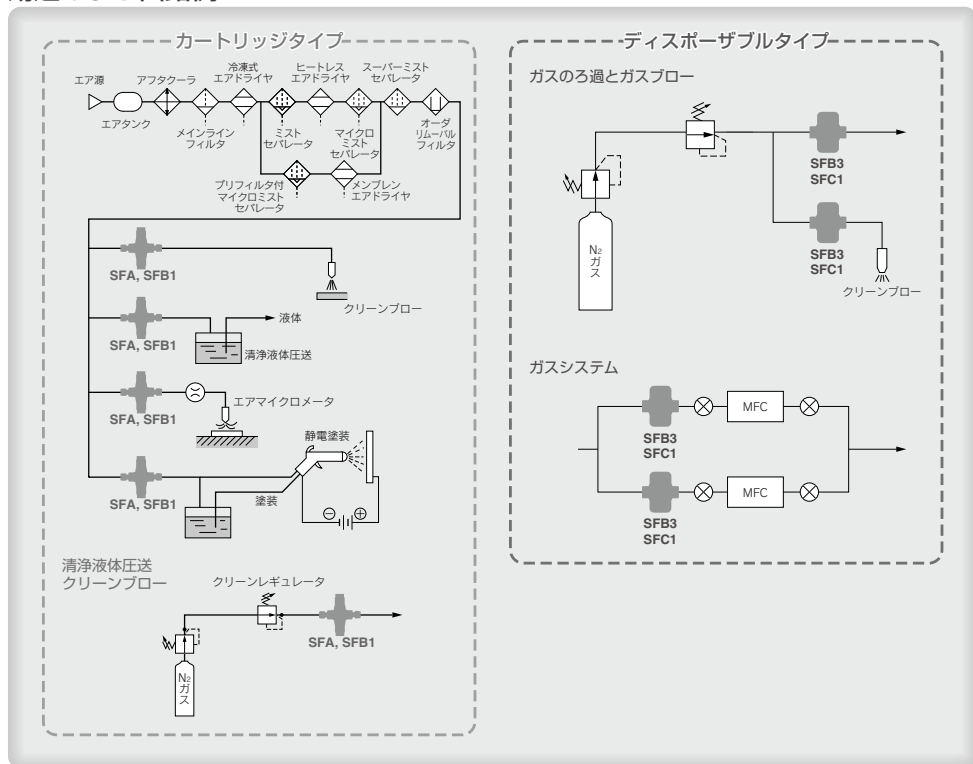 カートリッジタイプ
エア源
アフタクーラ
冷凍式
エアドライヤ
ヒートレス
エアドライヤ
スーパーミスト
セパレータ
エアタンク
メインライン
フィルタ
ミスト
セパレータ
マイクロ
ミスト
セパレータ
オーダ
リムーバル
フィルタ
プリフィルタ付
マイクロミスト
セパレータ
メンブレン
エアドライヤ
SFA, SFB1
クリーンブロー
SFA, SFB1
液体
清浄液体圧送
SFA, SFB1
エアマイクロメータ
SFA, SFB1
静電塗装
塗装
⊖
⊕
清浄液体圧送
クリーンブロー
クリーンレギュレータ
SFA, SFB1
N2
ガス
ディスポーザブルタイプ
ガスのろ過とガスブロー
SFB3
SFC1
SFB3
SFC1
N2
ガス
クリーンブロー
ガスシステム
MFC
SFB3
SFC1
MFC
SFB3
SFC1